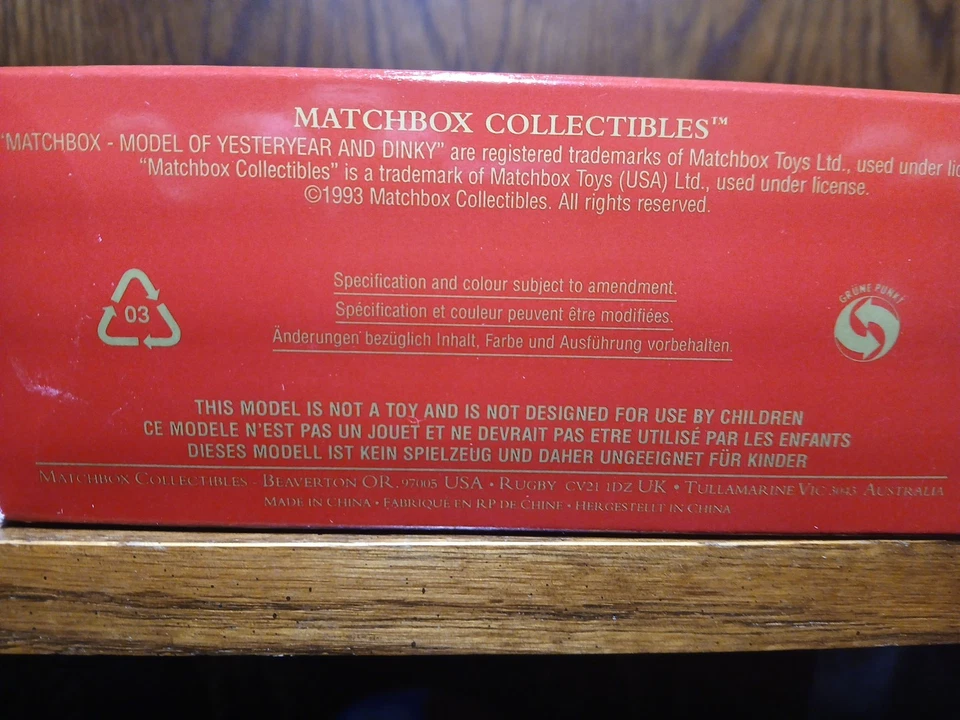 MATCHBOX COLLECTIBLES™
"MATCHBOX - MODEL OF YESTERYEAR AND DINKY" are registered trademarks of Matchbox Toys Ltd., used under lic
"Matchbox Collectibles" is a trademark of Matchbox Toys (USA) Ltd., used under license.
©1993 Matchbox Collectibles. All rights reserved.
03
Specification and colour subject to amendment.
Spécification et couleur peuvent être modifiées.
Änderungen bezüglich Inhalt, Farbe und Ausführung vorbehalten.
GRÜNE PUNKT
THIS MODEL IS NOT A TOY AND IS NOT DESIGNED FOR USE BY CHILDREN
CE MODELE N'EST PAS UN JOUET ET NE DEVRAIT PAS ETRE UTILISÉ PAR LES ENFANTS
DIESES MODELL IST KEIN SPIELZEUG UND DAHER UNGEEIGNET FÜR KINDER
MATCHBOX COLLECTIBLES - BEAVERTON OR, 97005 USA • RUGBY CV21 1DZ UK • TULLAMARINE VIC 3043 AUSTRALIA
MADE IN CHINA • FABRIQUE EN RP DE CHINE • HERGESTELLT IN CHINA